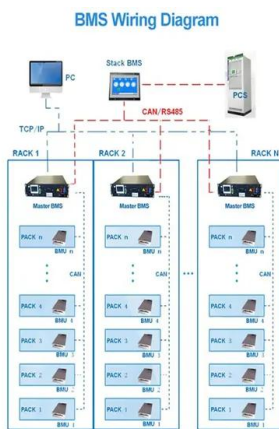 BMS Wiring Diagram
PC
Stack BMS
PCS
CAN/RS485
TCP/IP
RACK 1
RACK 2
RACK N
Master BMS
Master BMS
Master BMS
PACK n
BMU n
PACK n
BMU n
PACK n
BMU n
CAN
CAN
CAN
PACK 4
BMU 4
PACK 4
BMU 4
PACK 4
BMU 4
PACK 3
BMU 3
PACK 3
BMU 3
PACK 3
BMU 3
PACK 2
BMU 2
PACK 2
BMU 2
PACK 2
BMU 2
PACK 1
BMU 1
PACK 1
BMU 1
PACK 1
BMU 1